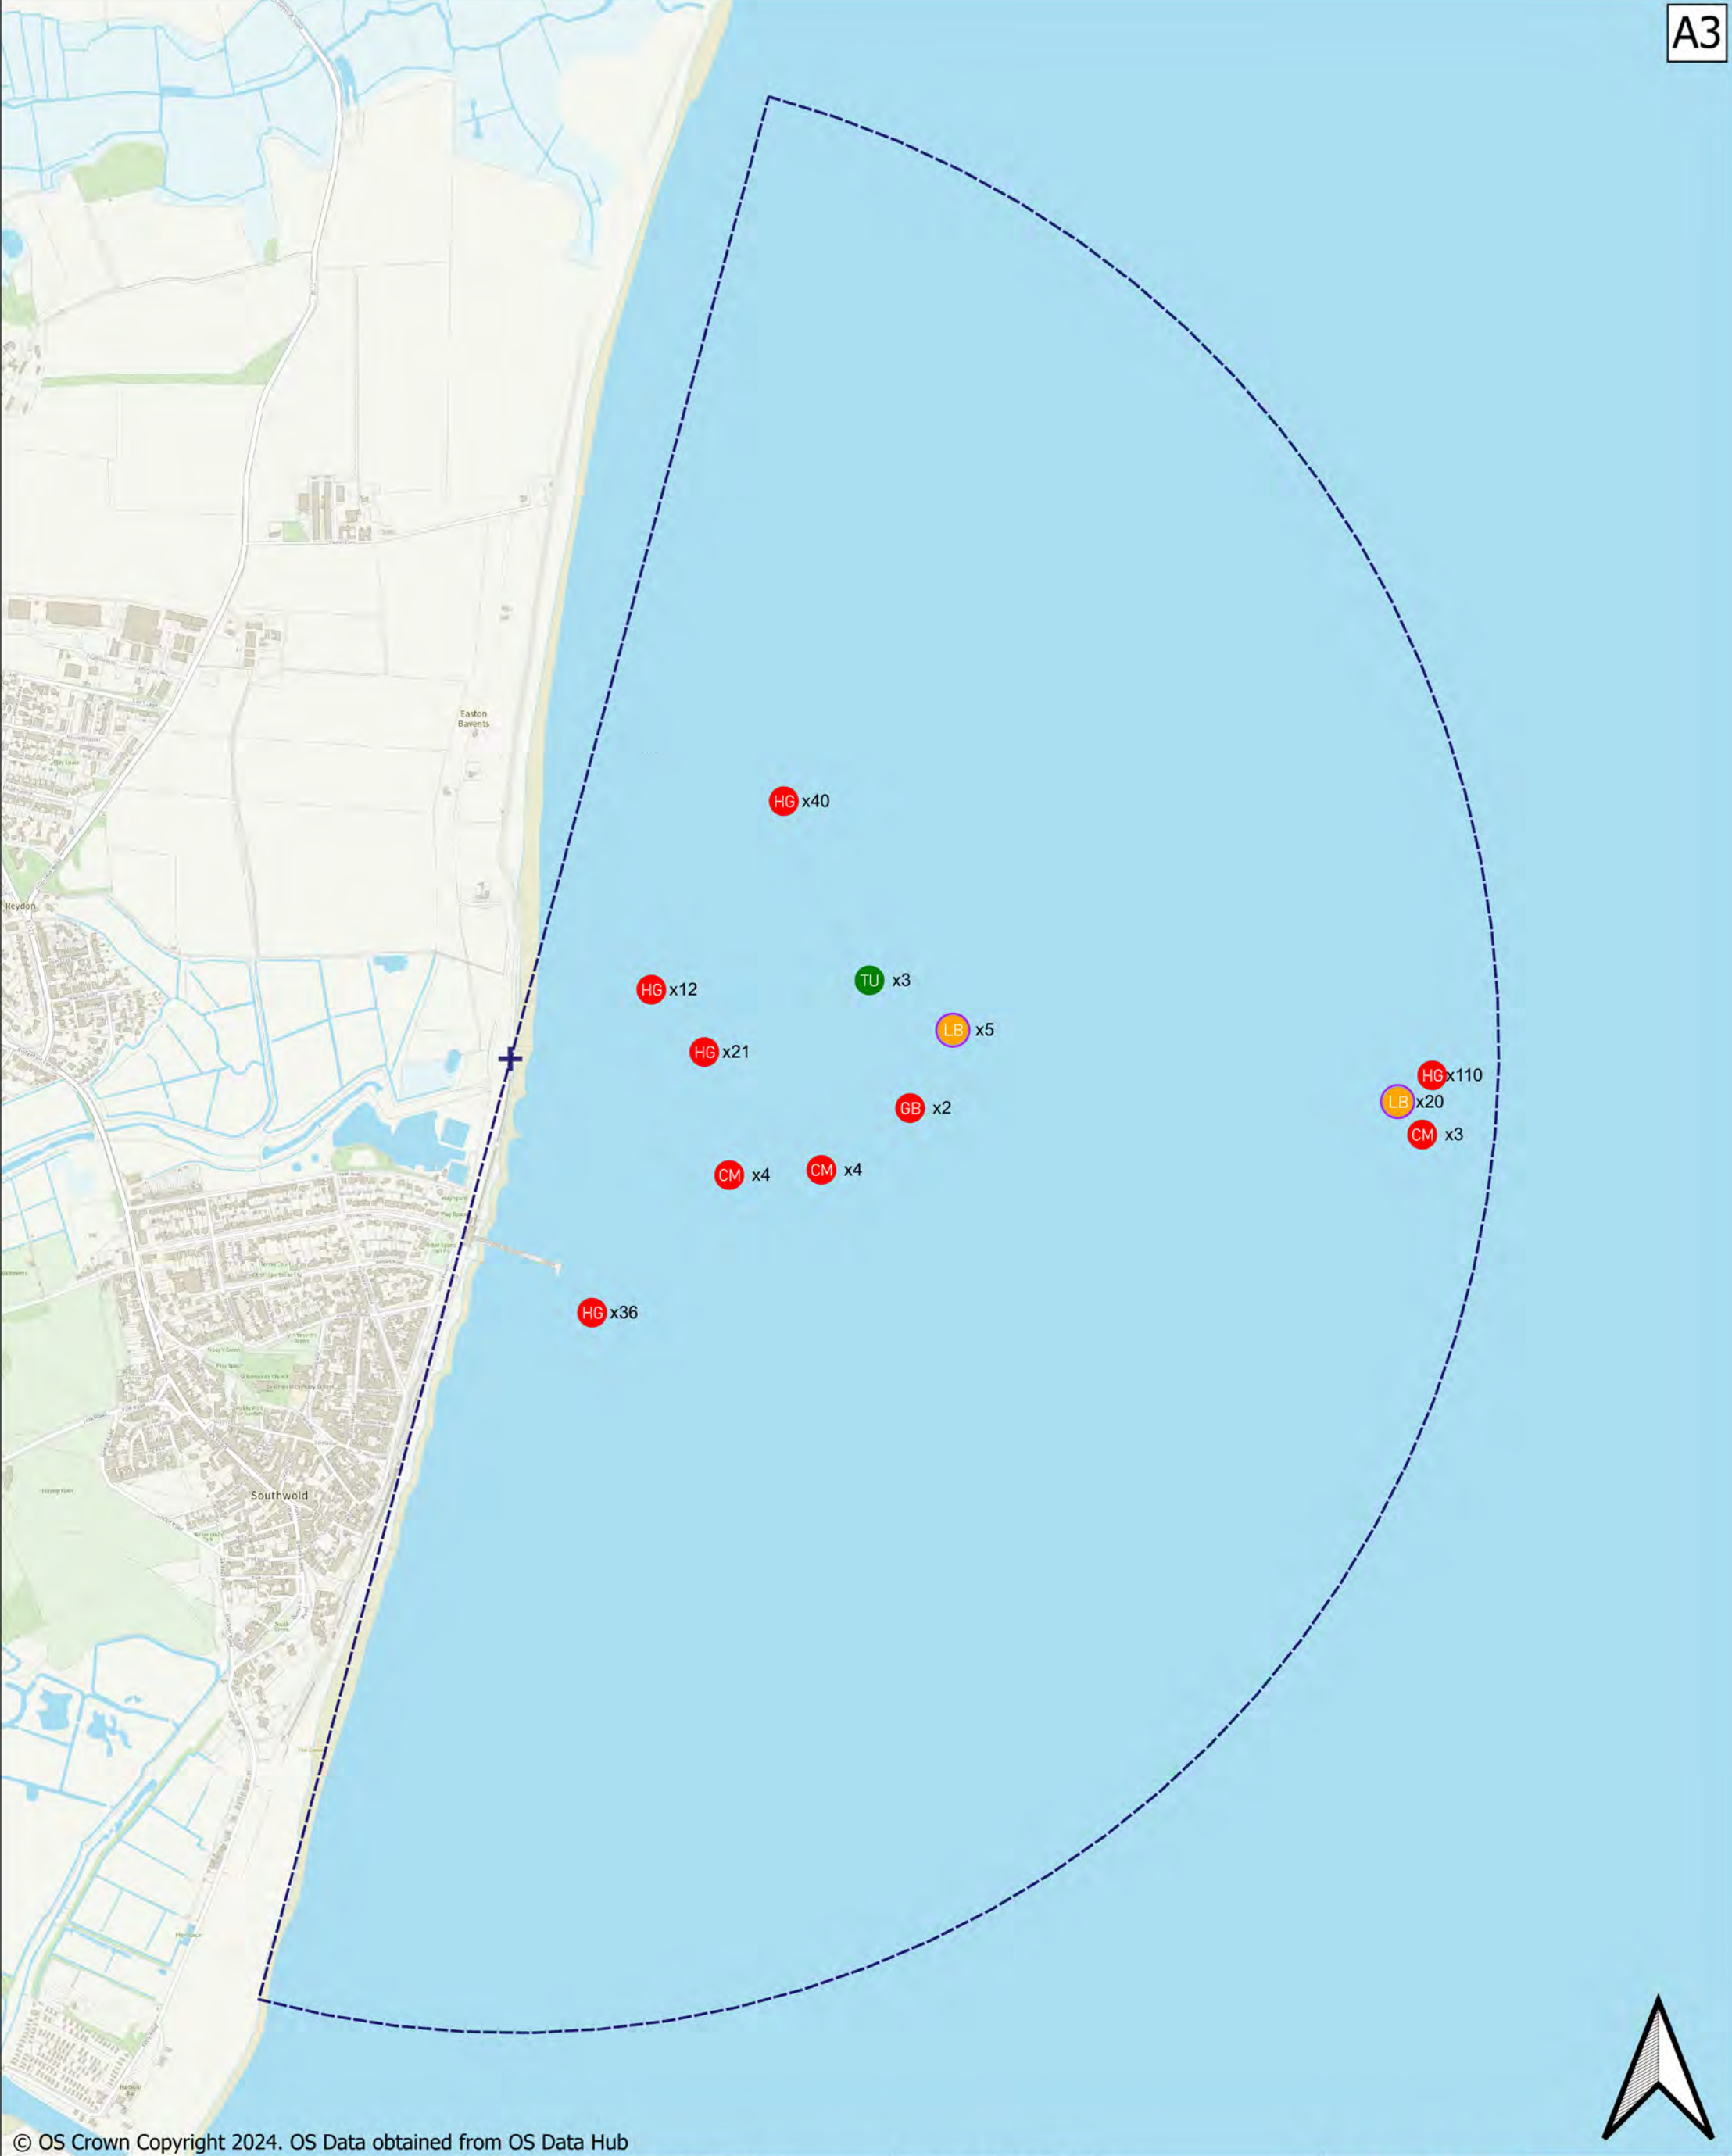 A3
HG x40
Easton
Bavents
Reydon
TU x3
HG x12
LB x5
HG x21
HG x110
LB x20
GB x2
CM x3
CM x4
CM x4
HG x36
Southwold
© OS Crown Copyright 2024. OS Data obtained from OS Data Hub